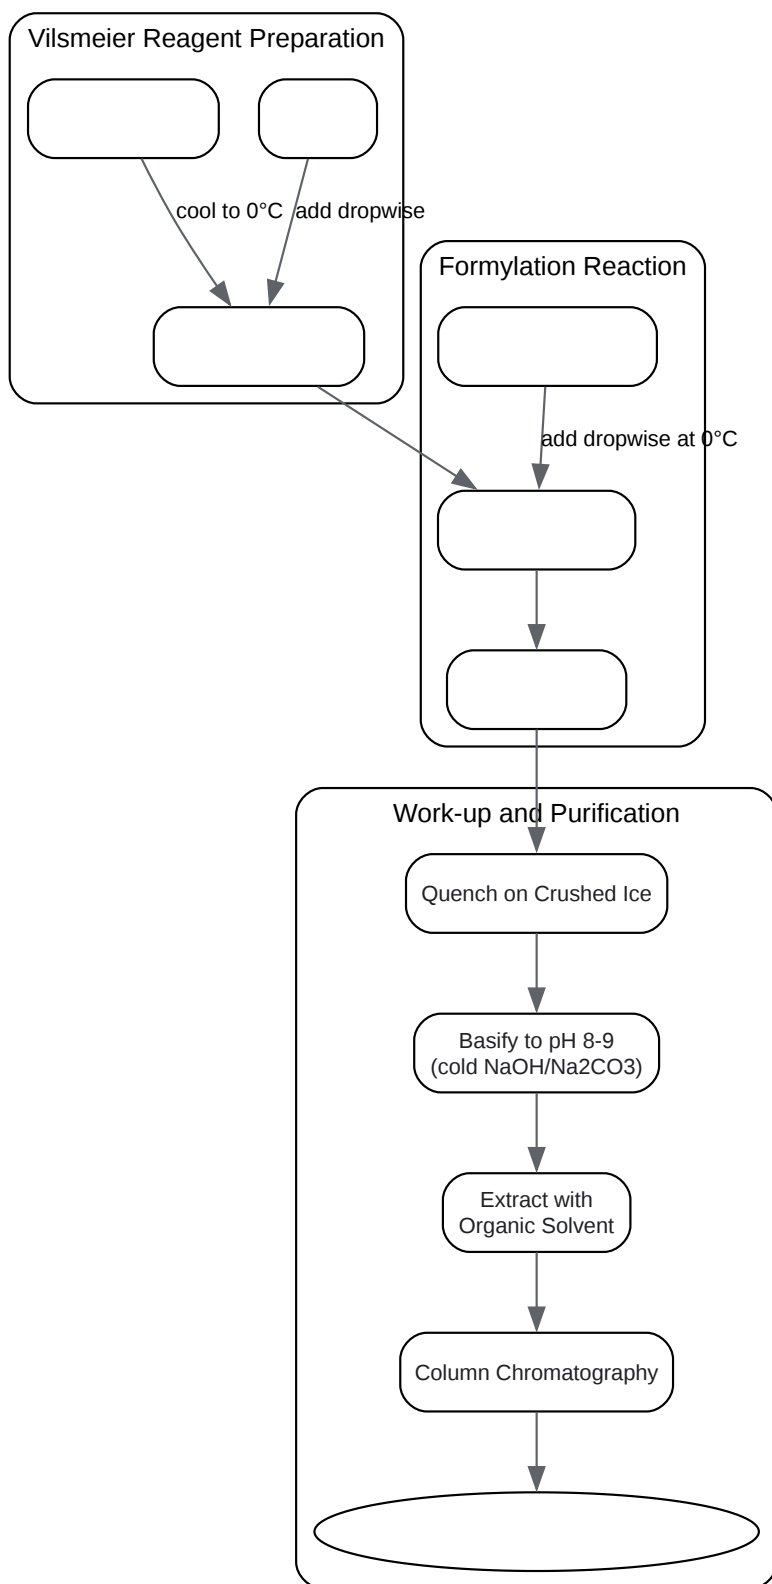 Vilsmeier Reagent Preparation
cool to 0°C
add dropwise
Formylation Reaction
add dropwise at 0°C
Work-up and Purification
Quench on Crushed Ice
Basify to pH 8-9
(cold NaOH/Na2CO3)
Extract with
Organic Solvent
Column Chromatography